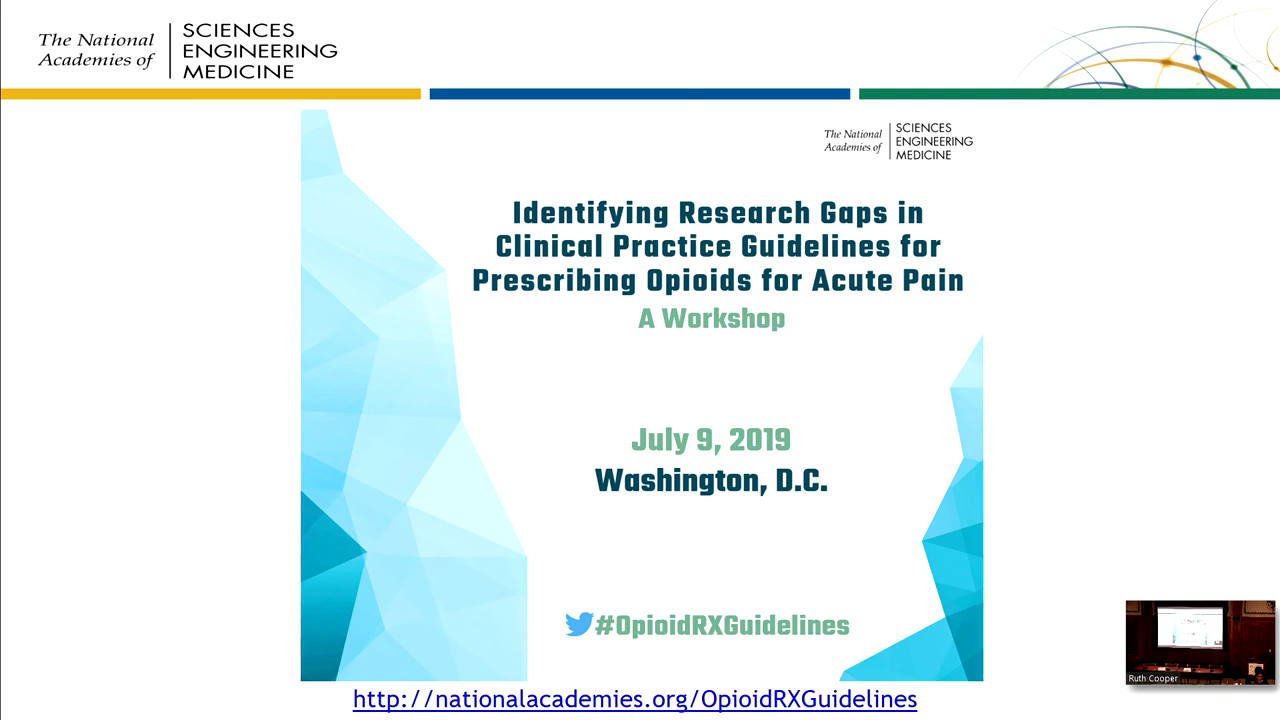 The National
Academies of
SCIENCES
ENGINEERING
MEDICINE
The National
Academies of
SCIENCES
ENGINEERING
MEDICINE
Identifying Research Gaps in
Clinical Practice Guidelines for
Prescribing Opioids for Acute Pain
A Workshop
July 9, 2019
Washington, D.C.
#OpioidRXGuidelines
http://nationalacademies.org/OpioidRXGuidelines
Ruth Cooper